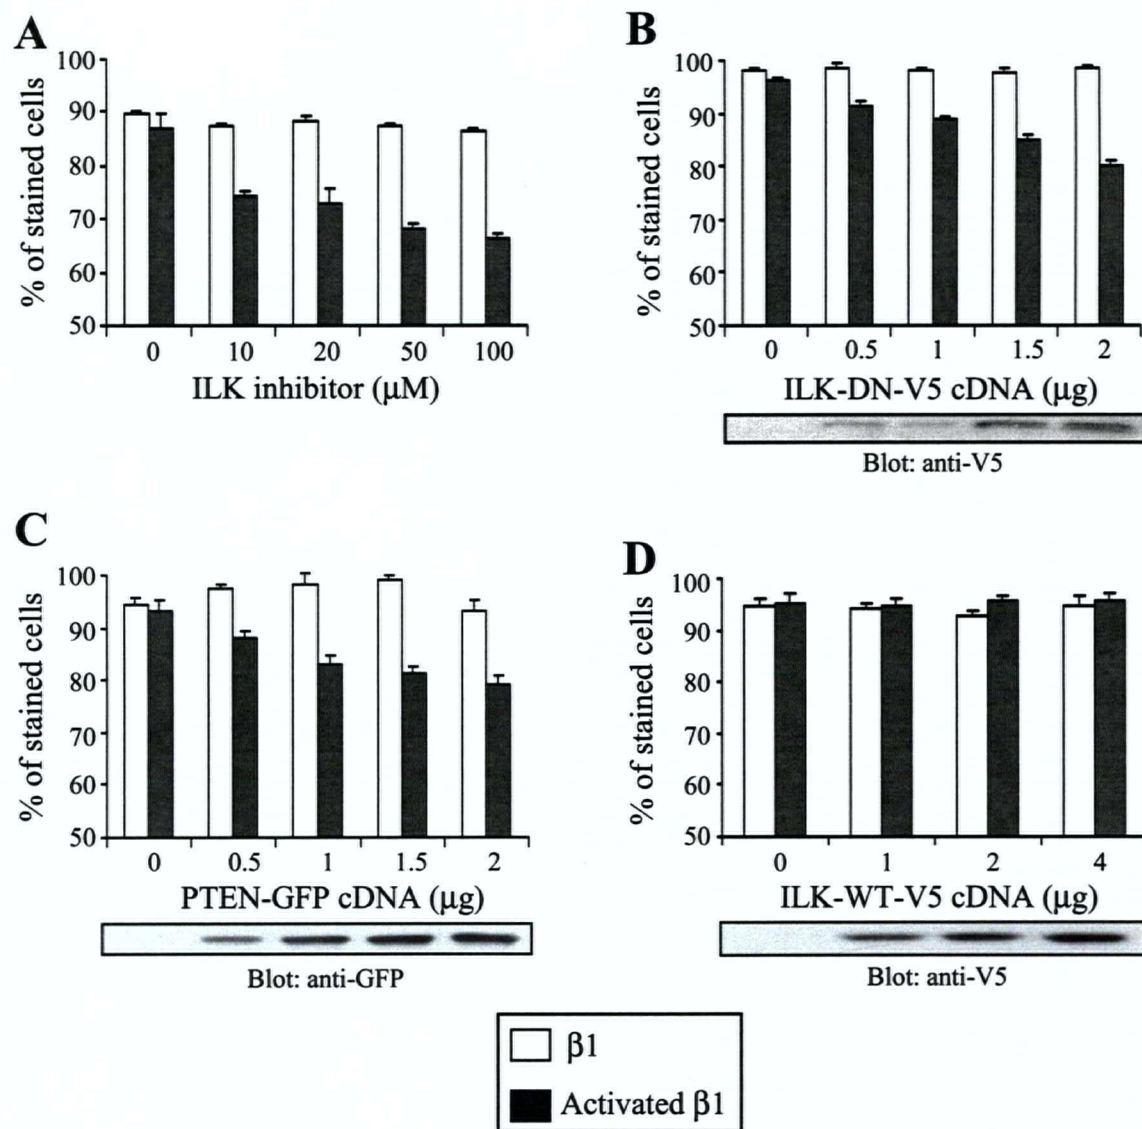 A
% of stained cells
100
90
80
70
60
50
0 10 20 50 100
ILK inhibitor (μM)
B
% of stained cells
100
90
80
70
60
50
0 0.5 1 1.5 2
ILK-DN-V5 cDNA (μg)
Blot: anti-V5
C
% of stained cells
100
90
80
70
60
50
0 0.5 1 1.5 2
PTEN-GFP cDNA (μg)
Blot: anti-GFP
D
% of stained cells
100
90
80
70
60
50
0 1 2 4
ILK-WT-V5 cDNA (μg)
Blot: anti-V5
β1
Activated β1